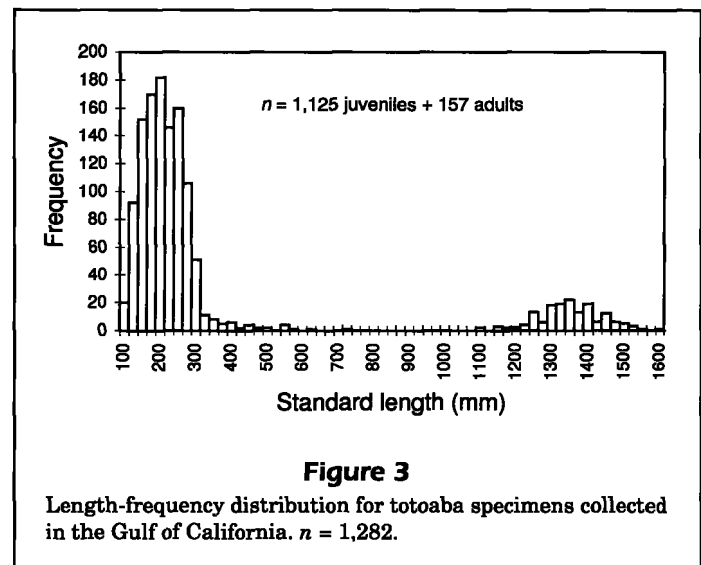 200
180
160
140
120
100
80
60
40
20
0
Frequency
n = 1,125 juveniles + 157 adults
100 200 300 400 500 600 700 800 900 1000 1100 1200 1300 1400 1500 1600
Standard length (mm)
Figure 3
Length-frequency distribution for totoaba specimens collected
in the Gulf of California. n = 1,282.